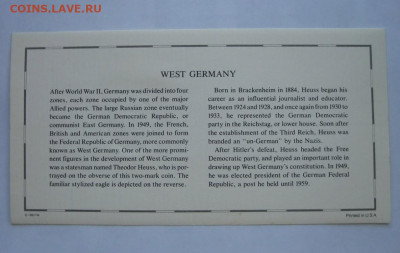 COINS.LAVE.RU
WEST GERMANY
After World War II, Germany was divided into four
zones, each zone occupied by one of the major
Allied powers. The large Russian zone eventually
became the German Democratic Republic, or
communist East Germany. In 1949, the French,
British and American zones were joined to form
the Federal Republic of Germany, more commonly
known as West Germany. One of the more promi-
nent figures in the development of West Germany
was a statesman named Theodor Heuss, who is por-
trayed on the obverse of this two-mark coin. The
familiar stylized eagle is depicted on the reverse.
Born in Brackenheim in 1884, Heuss began his
career as an influential journalist and educator.
Between 1924 and 1928, and once again from 1930 to
1933, he represented the German Democratic
party in the Reichstag, or lower house. Soon after
the establishment of the Third Reich, Heuss was
branded an "un-German" by the Nazis.
After Hitler's defeat, Heuss headed the Free
Democratic party, and played an important role in
drawing up West Germany's constitution. In 1949,
he was elected president of the German Federal
Republic, a post he held until 1959.
Printed in U.S.A.